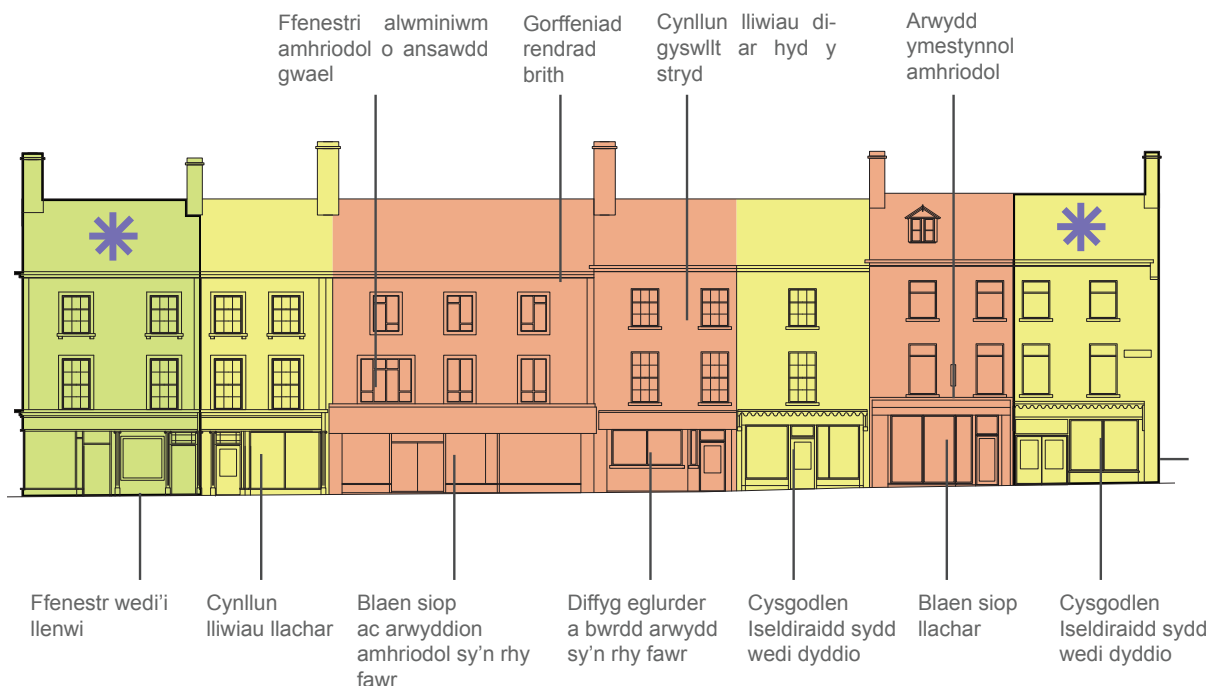 Ffenestri alwminiwm
amhriodol o ansawdd
gwael
Gorffeniad
rendrad
brith
Cynllun lliwiau di-
gyswllt ar hyd y
stryd
Arwydd
ymestynnol
amhriodol
Ffenestr wedi’i
llenwi
Cynllun
lliwiau llachar
Blaen siop
ac arwyddion
amhriodol sy’n rhy
fawr
Diffyg eglurder
a bwrdd arwydd
sy’n rhy fawr
Cysgodlen
Iseldiraidd sydd
wedi dyddio
Blaen siop
llachar
Cysgodlen
Iseldiraidd sydd
wedi dyddio